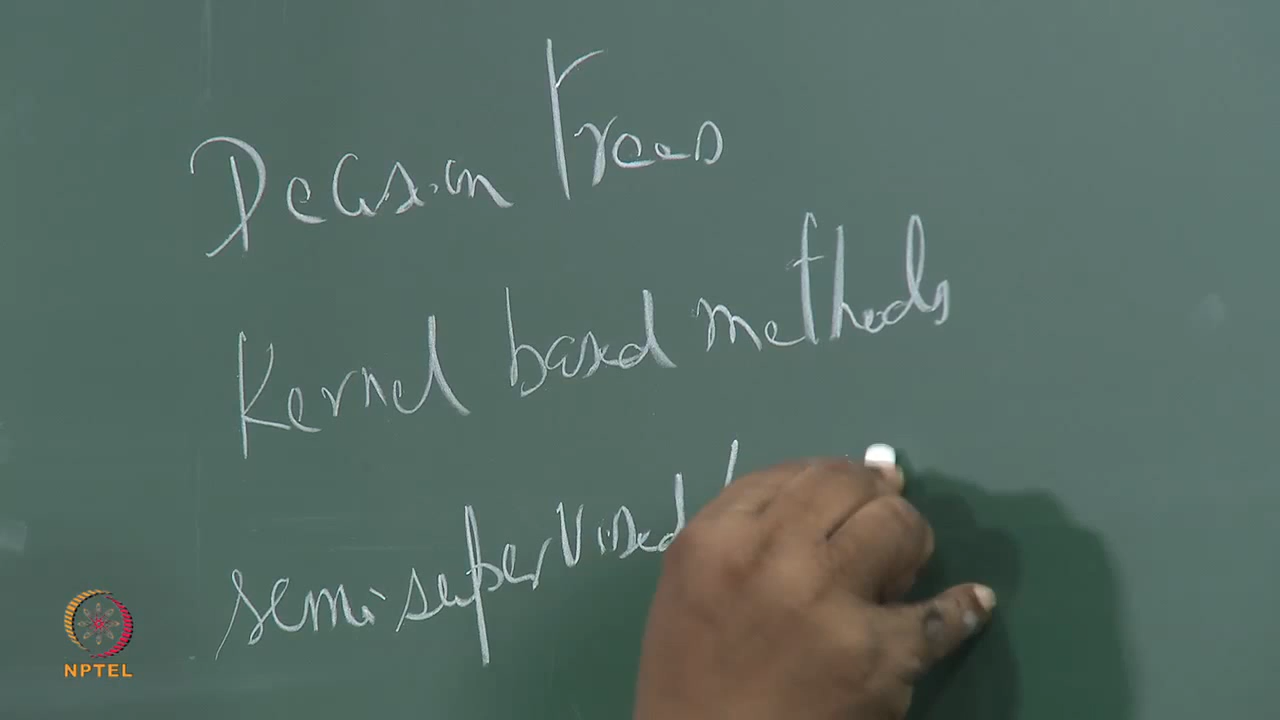 Decision Trees
Kernel based methods
semi supervised
NPTEL